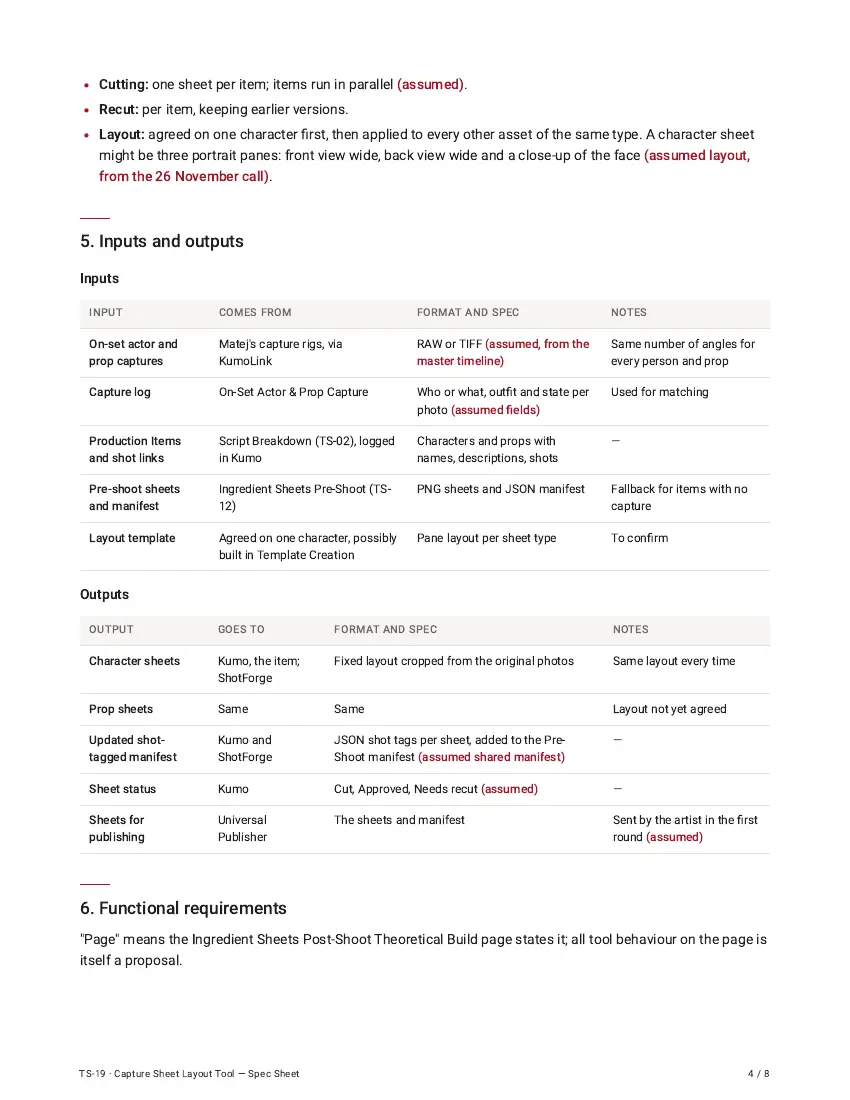 • Cutting: one sheet per item; items run in parallel (assumed).
• Recut: per item, keeping earlier versions.
• Layout: agreed on one character first, then applied to every other asset of the same type. A character sheet
might be three portrait panes: front view wide, back view wide and a close-up of the face (assumed layout,
from the 26 November call).
5. Inputs and outputs
Inputs
INPUT COMES FROM FORMAT AND SPEC NOTES
On-set actor and Matej's capture rigs, via RAW or TIFF (assumed, from the Same number of angles for
prop captures KumoLink master timeline) every person and prop
Capture log On-Set Actor & Prop Capture Who or what, outfit and state per Used for matching
photo (assumed fields)
Production Items Script Breakdown (TS-02), logged Characters and props with —
and shot links in Kumo names, descriptions, shots
Pre-shoot sheets Ingredient Sheets Pre-Shoot (TS- PNG sheets and JSON manifest Fallback for items with no
and manifest 12) capture
Layout template Agreed on one character, possibly Pane layout per sheet type To confirm
built in Template Creation
Outputs
OUTPUT GOES TO FORMAT AND SPEC NOTES
Character sheets Kumo, the item; Fixed layout cropped from the original photos Same layout every time
ShotForge
Prop sheets Same Same Layout not yet agreed
Updated shot- Kumo and JSON shot tags per sheet, added to the Pre- —
tagged manifest ShotForge Shoot manifest (assumed shared manifest)
Sheet status Kumo Cut, Approved, Needs recut (assumed) —
Sheets for Universal The sheets and manifest Sent by the artist in the first
publishing Publisher round (assumed)
6. Functional requirements
"Page" means the Ingredient Sheets Post-Shoot Theoretical Build page states it; all tool behaviour on the page is
itself a proposal.
TS-19 · Capture Sheet Layout Tool — Spec Sheet 4 / 8